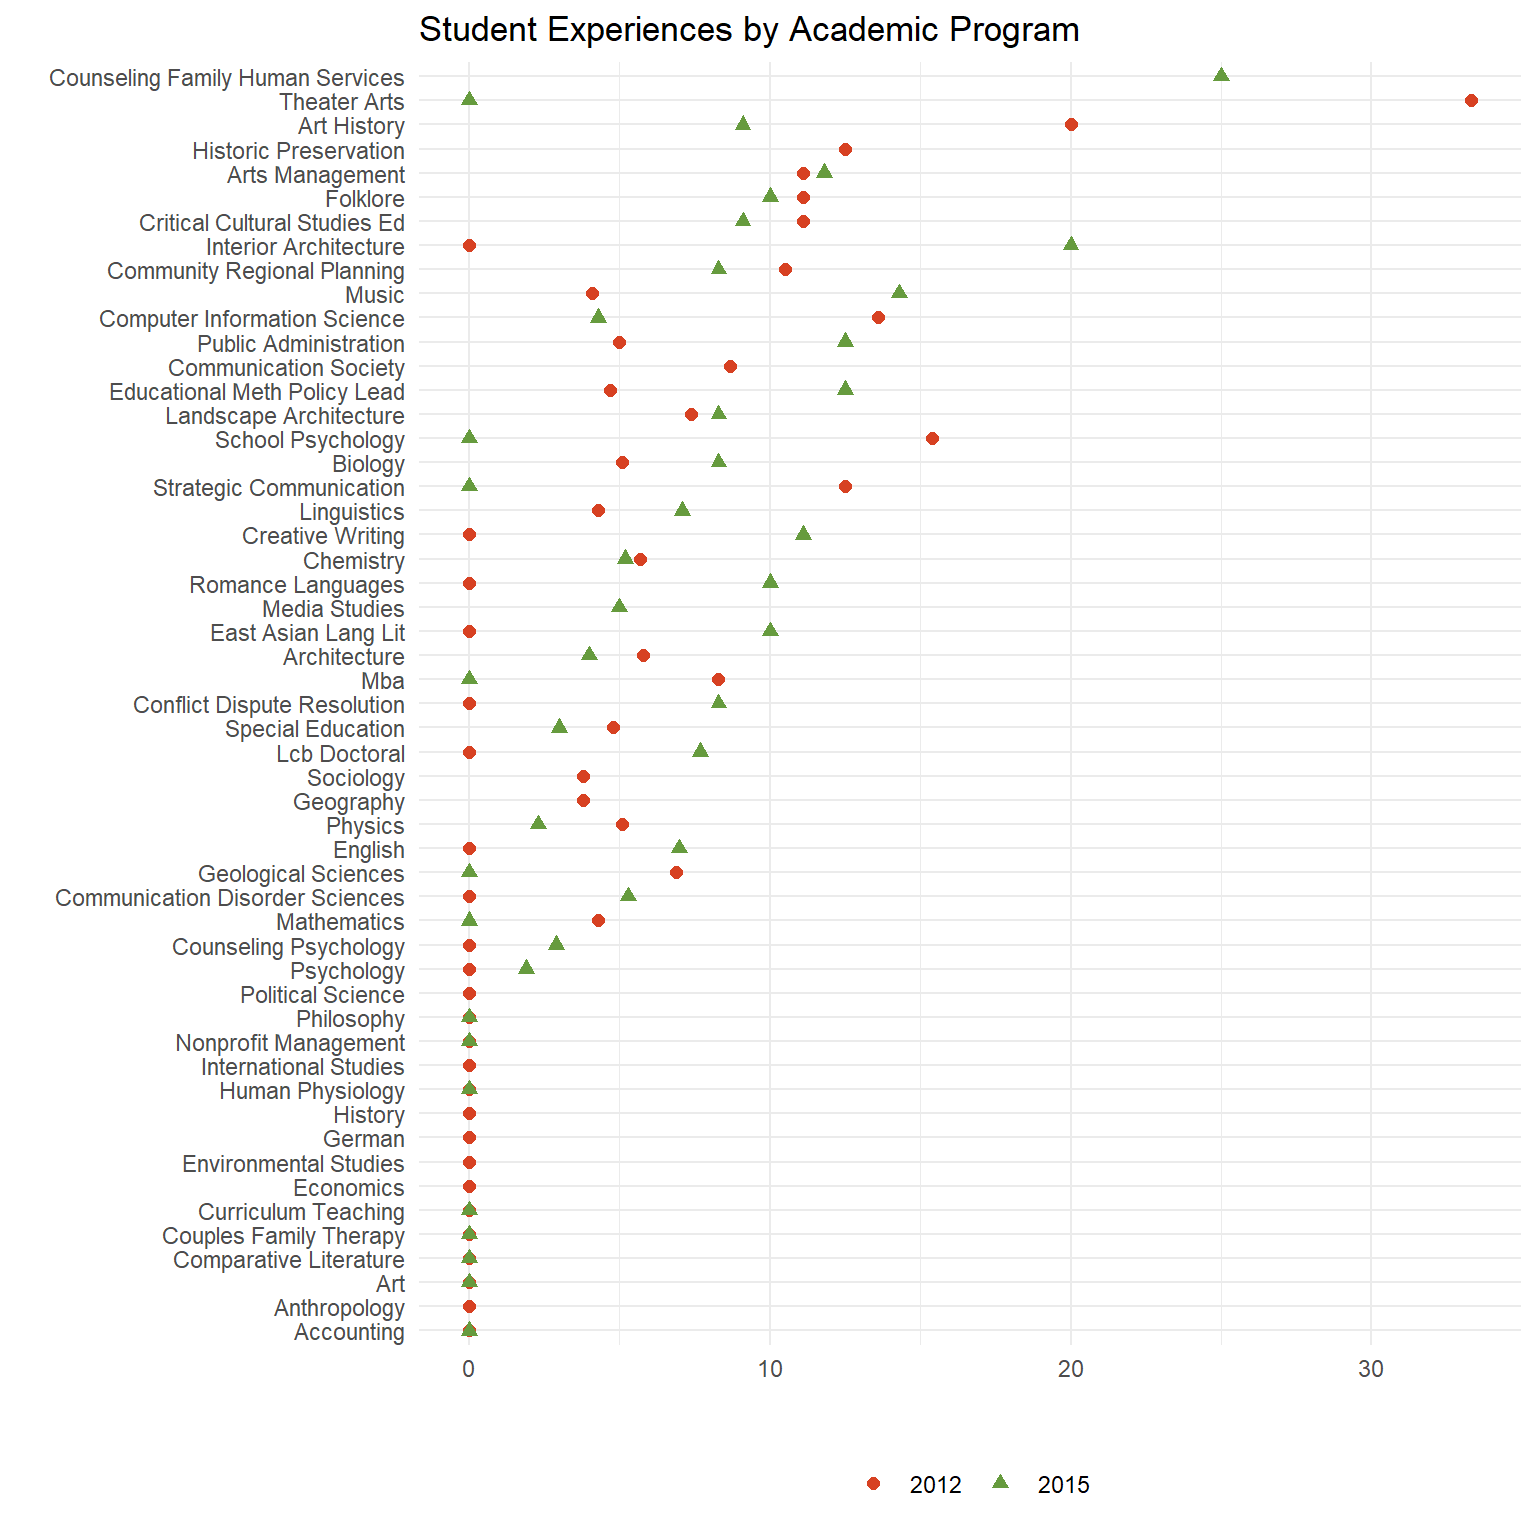 Student Experiences by Academic Program
Counseling Family Human Services
Theater Arts
Art History
Historic Preservation
Arts Management
Folklore
Critical Cultural Studies Ed
Interior Architecture
Community Regional Planning
Music
Computer Information Science
Public Administration
Communication Society
Educational Meth Policy Lead
Landscape Architecture
School Psychology
Biology
Strategic Communication
Linguistics
Creative Writing
Chemistry
Romance Languages
Media Studies
East Asian Lang Lit
Architecture
Mba
Conflict Dispute Resolution
Special Education
Lcb Doctoral
Sociology
Geography
Physics
English
Geological Sciences
Communication Disorder Sciences
Mathematics
Counseling Psychology
Psychology
Political Science
Philosophy
Nonprofit Management
International Studies
Human Physiology
History
German
Environmental Studies
Economics
Curriculum Teaching
Couples Family Therapy
Comparative Literature
Art
Anthropology
Accounting
0 10 20 30
2012 2015